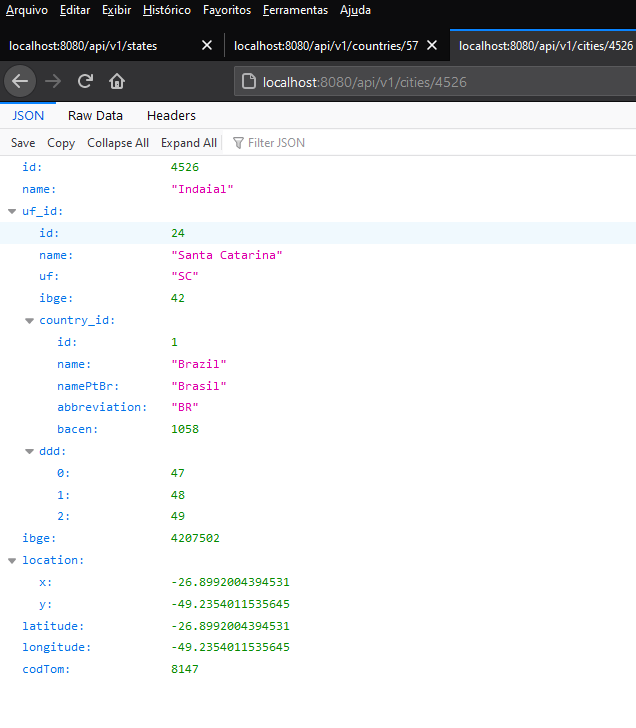 Arquivo Editar Exibir Histórico Favoritos Ferramentas Ajuda
localhost:8080/api/v1/states localhost:8080/api/v1/countries/57 localhost:8080/api/v1/cities/4526
localhost:8080/api/v1/cities/4526
JSON Raw Data Headers
Save Copy Collapse All Expand All Filter JSON
id: 4526
name: "Indaial"
uf_id:
id: 24
name: "Santa Catarina"
uf: "SC"
ibge: 42
country_id:
id: 1
name: "Brazil"
namePtBr: "Brasil"
abbreviation: "BR"
bacen: 1058
ddd:
0: 47
1: 48
2: 49
ibge: 4207502
location:
x: -26.8992004394531
y: -49.2354011535645
latitude: -26.8992004394531
longitude: -49.2354011535645
codTom: 8147